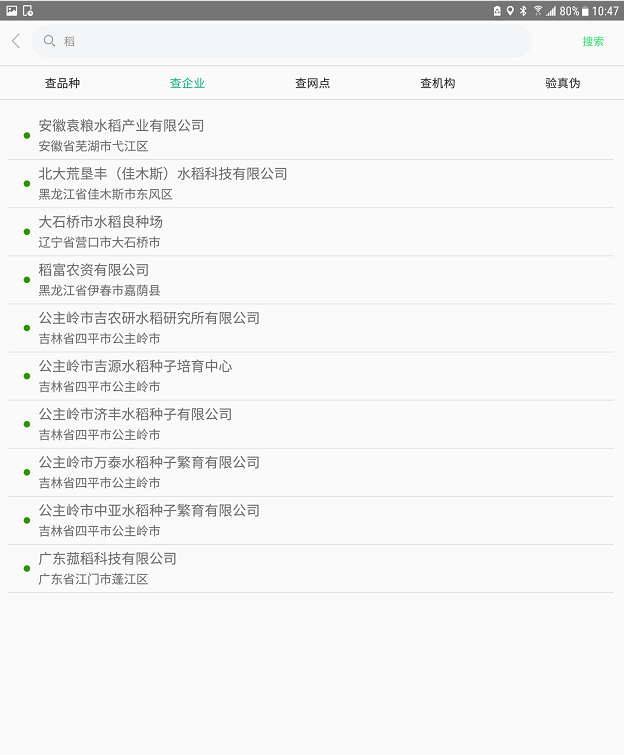 80% 10:47
稻
搜索
查品种 查企业 查网点 查机构 验真伪
安徽袁粮水稻产业有限公司
安徽省芜湖市弋江区
北大荒垦丰（佳木斯）水稻科技有限公司
黑龙江省佳木斯市东风区
大石桥市水稻良种场
辽宁省营口市大石桥市
稻富农资有限公司
黑龙江省伊春市嘉荫县
公主岭市吉农研水稻研究所有限公司
吉林省四平市公主岭市
公主岭市吉源水稻种子培育中心
吉林省四平市公主岭市
公主岭市济丰水稻种子有限公司
吉林省四平市公主岭市
公主岭市万泰水稻种子繁育有限公司
吉林省四平市公主岭市
公主岭市中亚水稻种子繁育有限公司
吉林省四平市公主岭市
广东菰稻科技有限公司
广东省江门市蓬江区